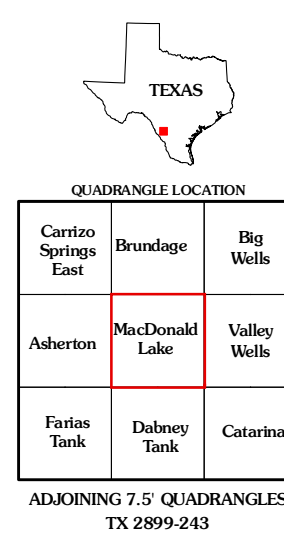 TEXAS
QUADRANGLE LOCATION
Carrizo
Springs
East
Brundage
Big
Wells
Asherton
MacDonald
Lake
Valley
Wells
Farias
Tank
Dabney
Tank
Catarina
ADJOINING 7.5' QUADRANGLES
TX 2899-243